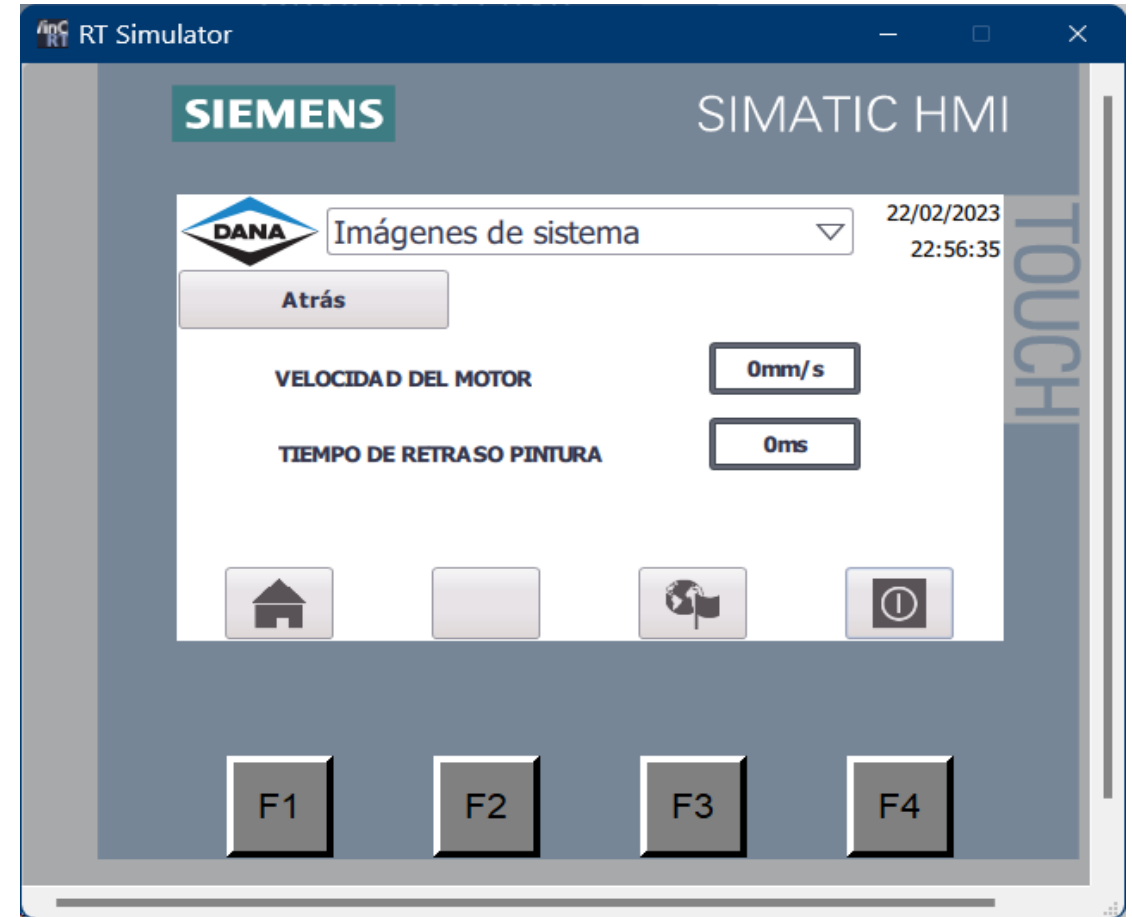 RT Simulator
SIEMENS
SIMATIC HMI
DANA
Imágenes de sistema
22/02/2023
22:56:35
TOUCH
Atrás
VELOCIDAD DEL MOTOR
0mm/s
TIEMPO DE RETRASO PINTURA
0ms
F1
F2
F3
F4